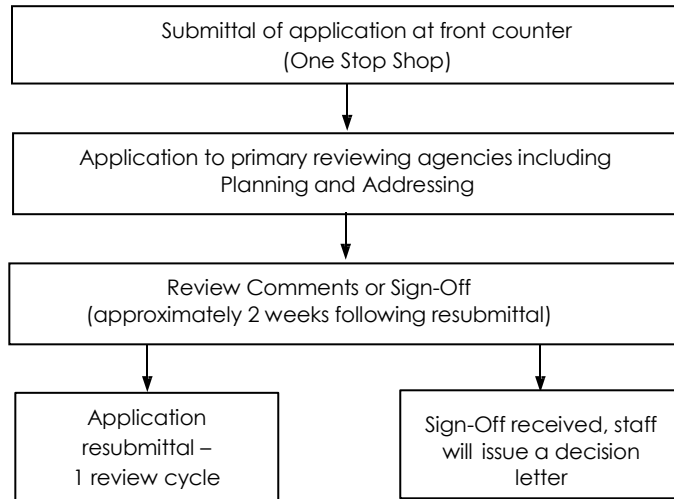 Submittal of application at front counter
(One Stop Shop)
Application to primary reviewing agencies including
Planning and Addressing
Review Comments or Sign-Off
(approximately 2 weeks following resubmittal)
Application
resubmittal –
1 review cycle
Sign-Off received, staff
will issue a decision
letter